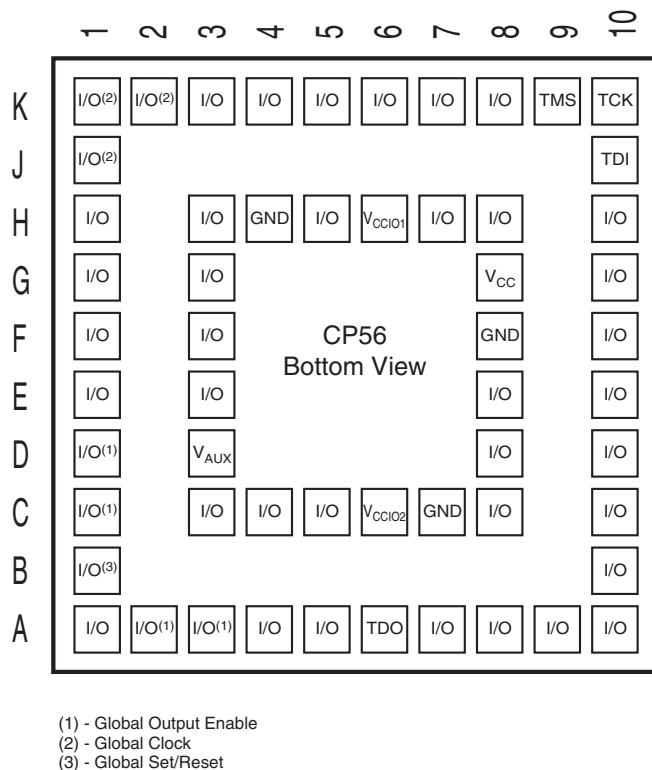 1 2 3 4 5 6 7 8 9 10
K I/O(2) I/O(2) I/O I/O I/O I/O I/O I/O TMS TCK
J I/O(2) TDI
H I/O I/O GND I/O VCCIO1 I/O I/O I/O
G I/O I/O VCC I/O
F I/O I/O CP56 GND I/O
Bottom View
E I/O I/O I/O I/O
D I/O(1) VAUX I/O I/O
C I/O(1) I/O I/O I/O VCCIO2 GND I/O I/O
B I/O(3) I/O
A I/O I/O(1) I/O(1) I/O I/O TDO I/O I/O I/O I/O
(1) - Global Output Enable
(2) - Global Clock
(3) - Global Set/Reset